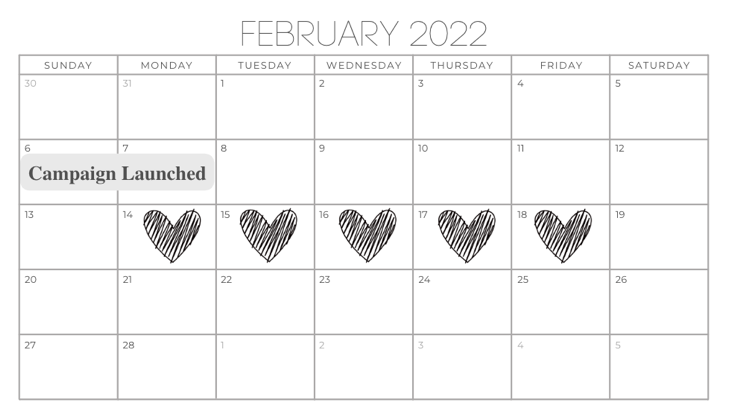 FEBRUARY 2022
SUNDAY MONDAY TUESDAY WEDNESDAY THURSDAY FRIDAY SATURDAY
30 31 1 2 3 4 5
6 7 8 9 10 11 12
Campaign Launched
13 14 15 16 17 18 19
20 21 22 23 24 25 26
27 28 1 2 3 4 5